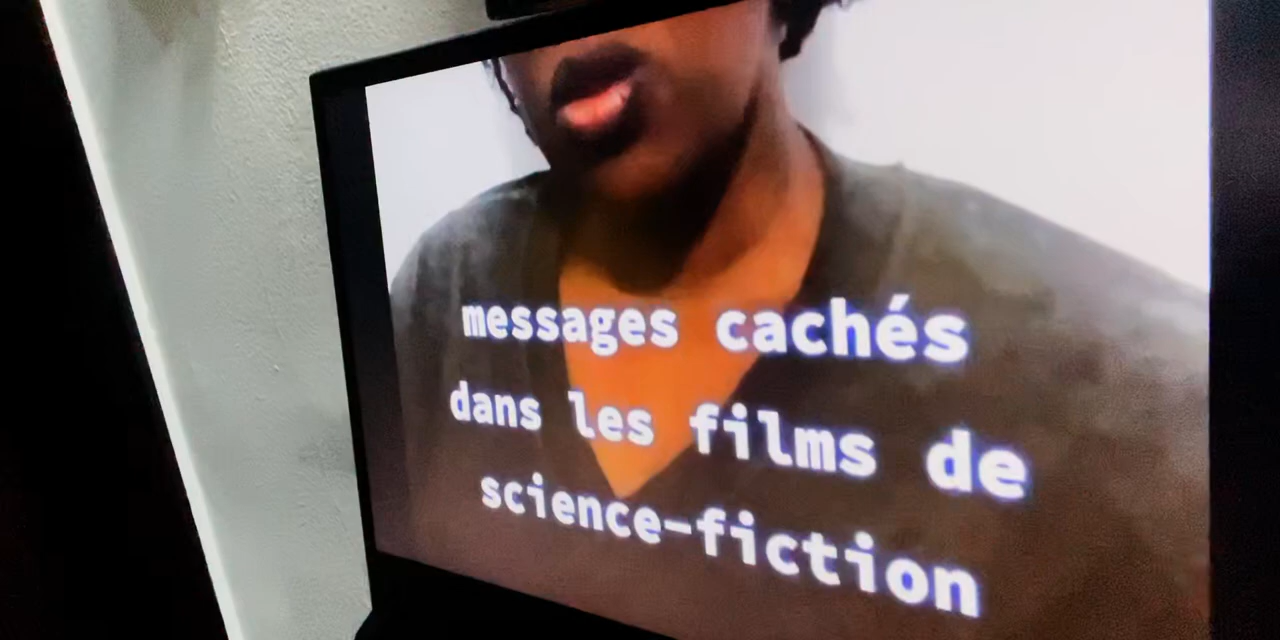 messages cachés
dans les films de
science-fiction